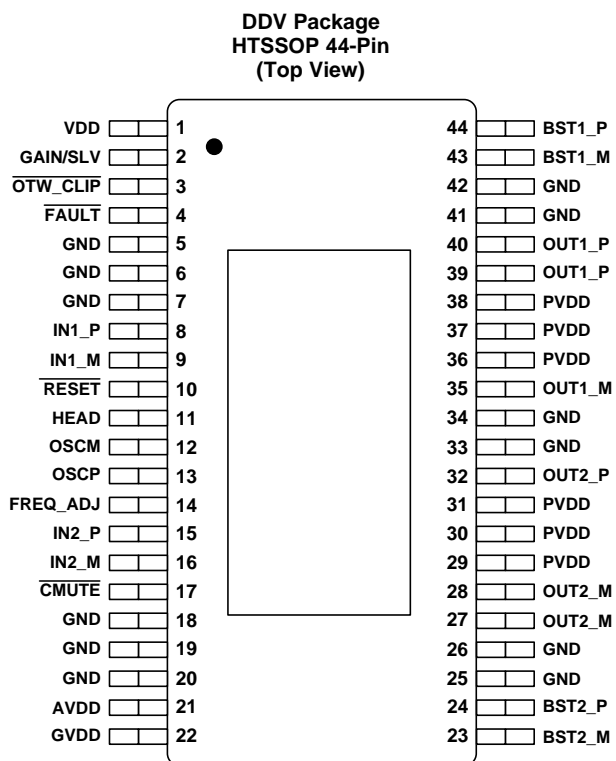 DDV Package
HTSSOP 44-Pin
(Top View)
VDD 1 44 BST1_P
GAIN/SLV 2 43 BST1_M
OTW_CLIP 3 42 GND
FAULT 4 41 GND
GND 5 40 OUT1_P
GND 6 39 OUT1_P
GND 7 38 PVDD
IN1_P 8 37 PVDD
IN1_M 9 36 PVDD
RESET 10 35 OUT1_M
HEAD 11 34 GND
OSCM 12 33 GND
OSCP 13 32 OUT2_P
FREQ_ADJ 14 31 PVDD
IN2_P 15 30 PVDD
IN2_M 16 29 PVDD
CMUTE 17 28 OUT2_M
GND 18 27 OUT2_M
GND 19 26 GND
GND 20 25 GND
AVDD 21 24 BST2_P
GVDD 22 23 BST2_M